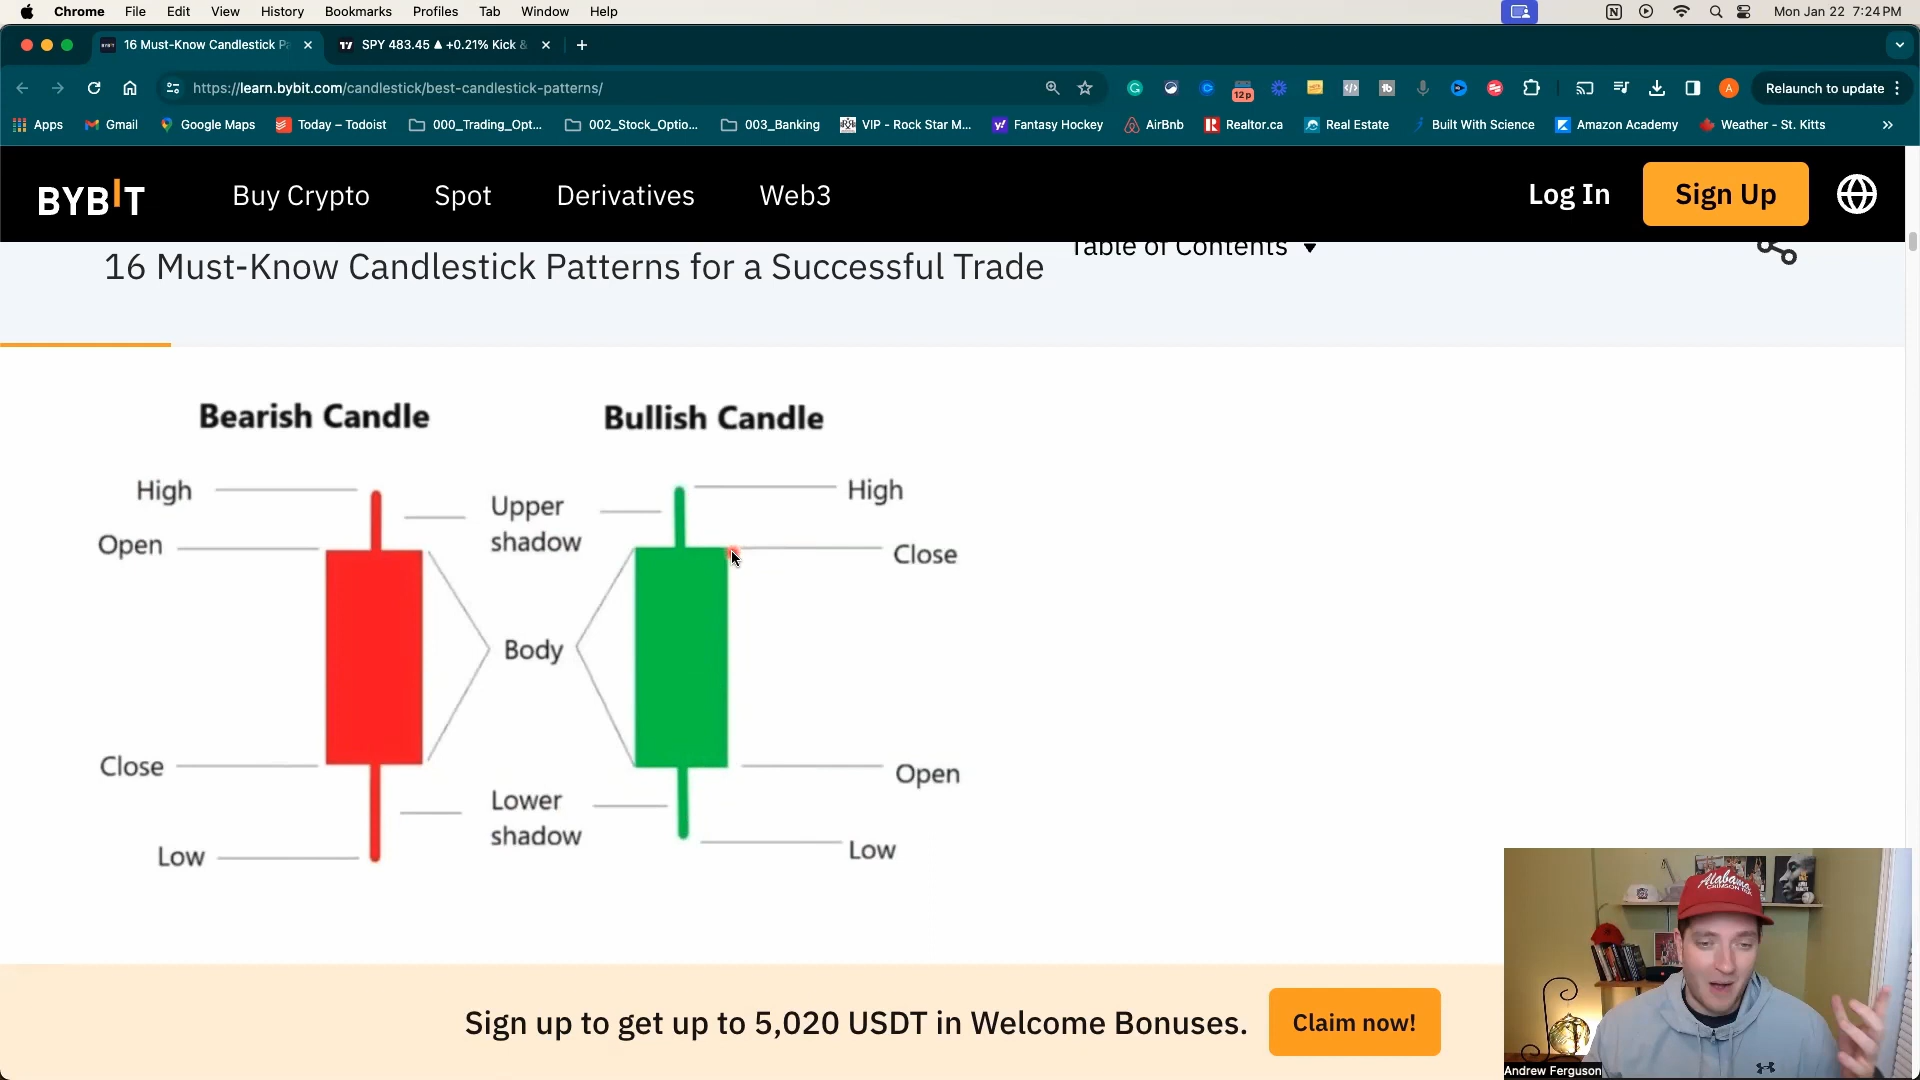 Chrome File Edit View History Bookmarks Profiles Tab Window Help
Mon Jan 22 7:24 PM
16 Must-Know Candlestick P
SPY 483.45 ▲ +0.21% Kick &
https://learn.bybit.com/candlestick/best-candlestick-patterns/
12p
A
Relaunch to update
Apps
Gmail
Google Maps
Today – Todoist
000_Trading_Opt...
002_Stock_Optio...
003_Banking
VIP - Rock Star M...
Fantasy Hockey
AirBnb
Realtor.ca
Real Estate
Built With Science
Amazon Academy
Weather - St. Kitts
BYBIT
Buy Crypto
Spot
Derivatives
Web3
Log In
Sign Up
Table of Contents
16 Must-Know Candlestick Patterns for a Successful Trade
Bearish Candle
Bullish Candle
High
Upper
shadow
High
Open
Close
Body
Close
Open
Lower
shadow
Low
Low
Sign up to get up to 5,020 USDT in Welcome Bonuses.
Claim now!
Alabama
CRIMSON TIDE
Andrew Ferguson